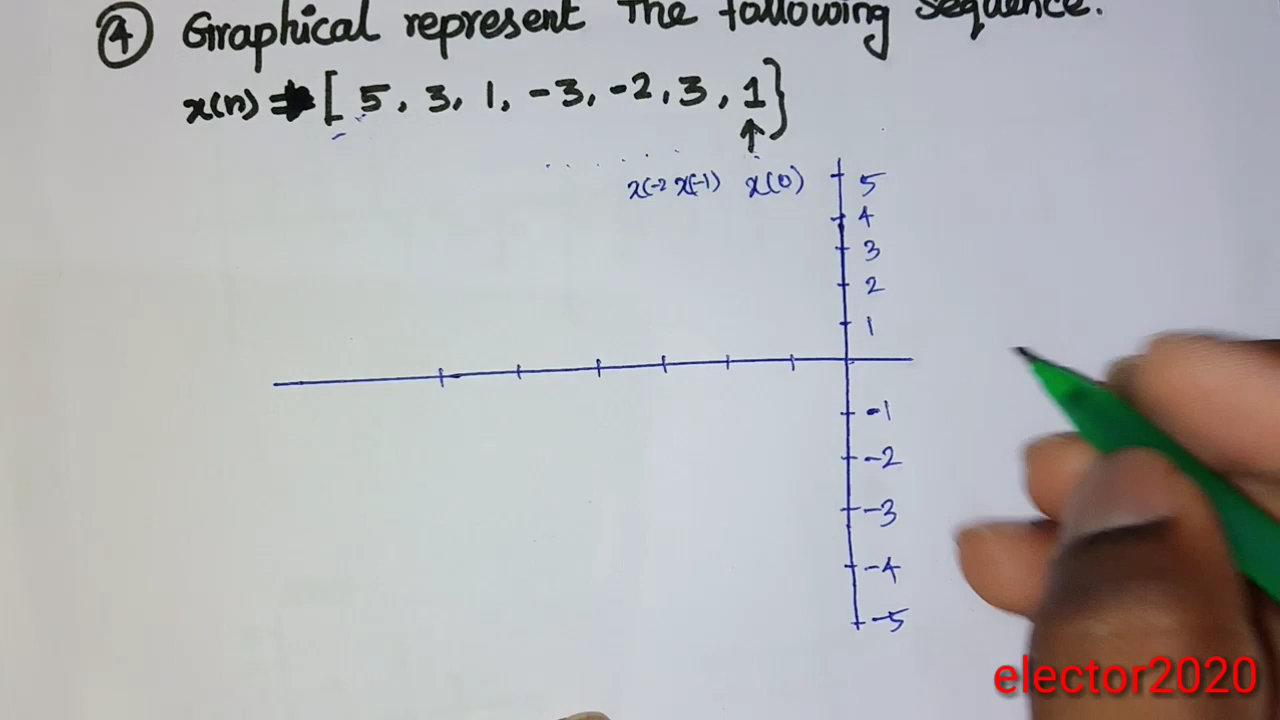 ④ Graphical represent the following sequence.
x(n) = [ 5, 3, 1, -3, -2, 3, 1 }
↑
x(-2 x(-1) x(0)
5
4
3
2
1
-1
-2
-3
-4
-5
elector2020